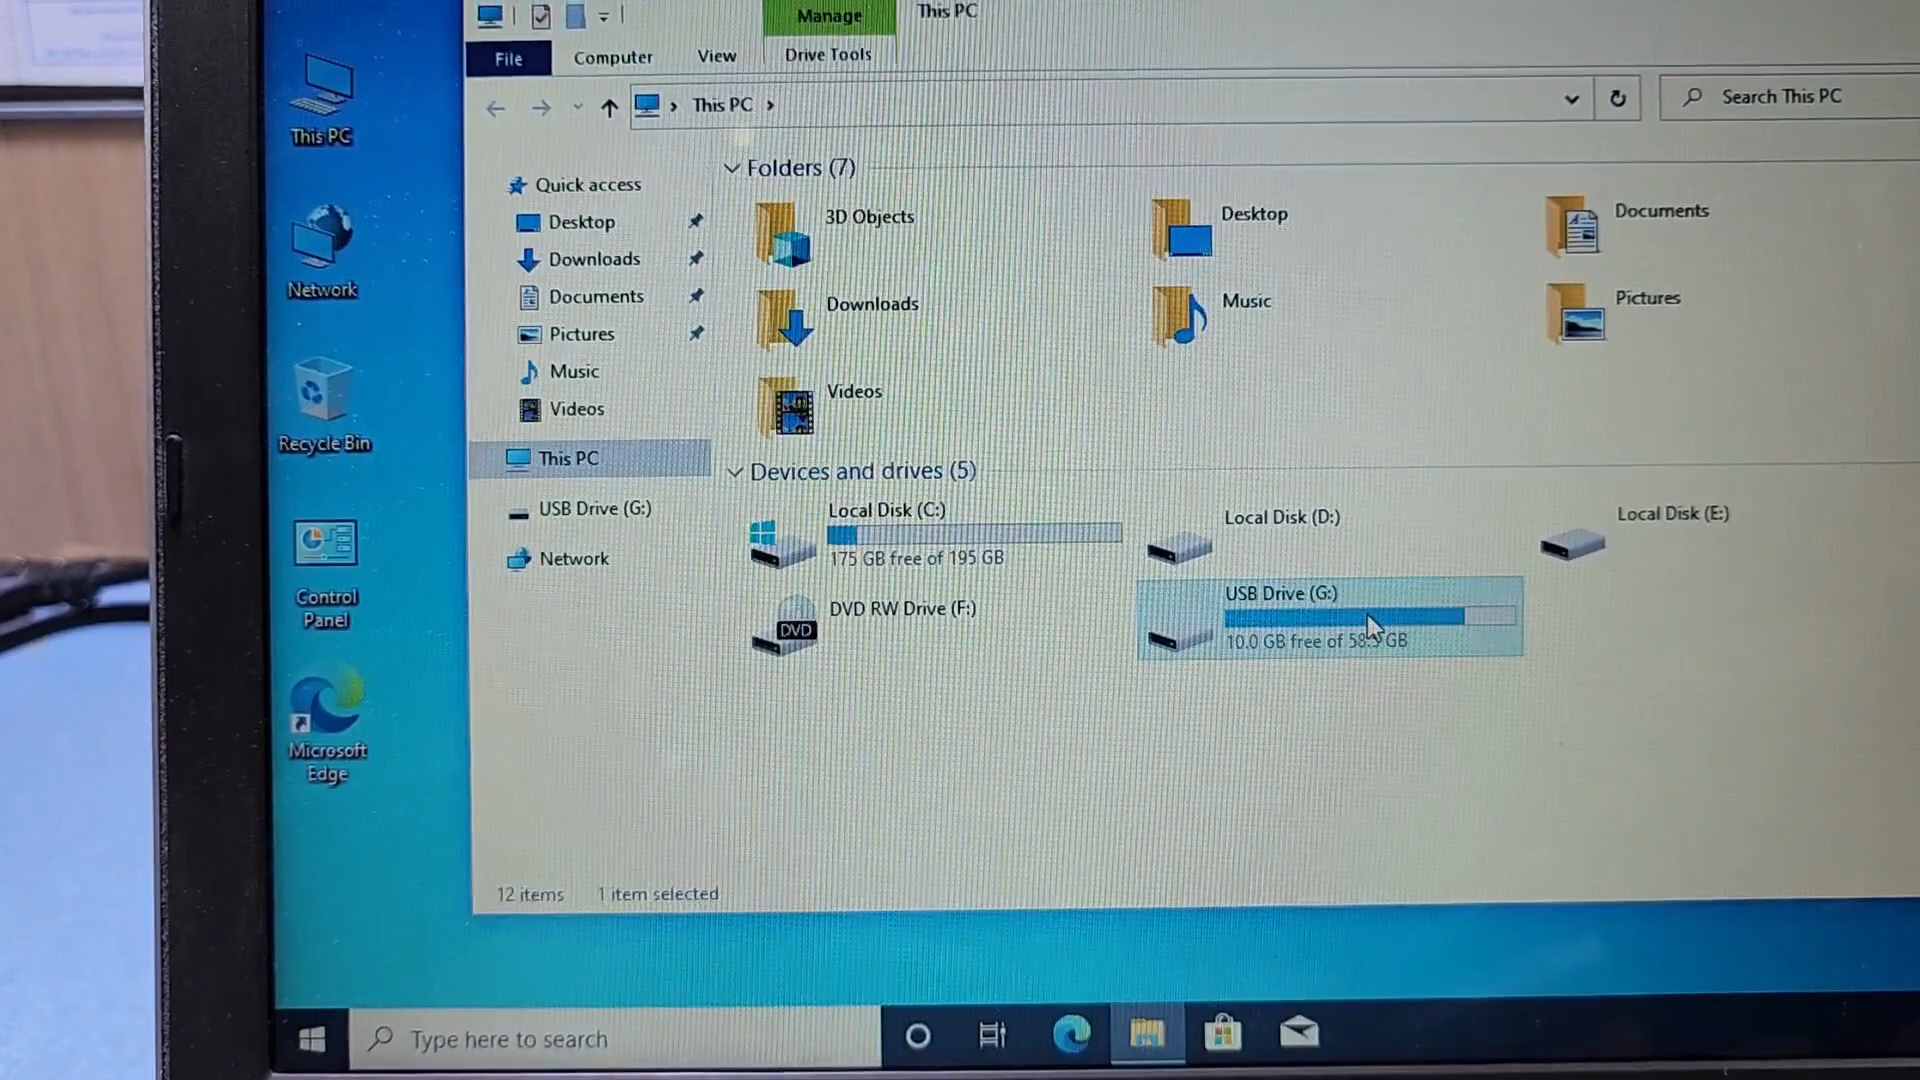 Manage
This PC
File
Computer
View
Drive Tools
This PC
Search This PC
This PC
Network
Recycle Bin
Control
Panel
Microsoft
Edge
Quick access
Desktop
Downloads
Documents
Pictures
Music
Videos
This PC
USB Drive (G:)
Network
Folders (7)
3D Objects
Desktop
Documents
Downloads
Music
Pictures
Videos
Devices and drives (5)
Local Disk (C:)
175 GB free of 195 GB
Local Disk (D:)
Local Disk (E:)
DVD RW Drive (F:)
DVD
USB Drive (G:)
10.0 GB free of GB
12 items
1 item selected
Type here to search